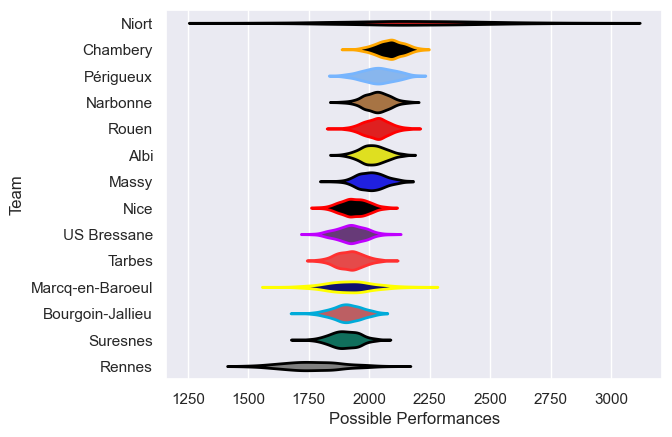 Niort
Chambery
Périgueux
Narbonne
Rouen
Albi
Massy
Nice
US Bressane
Tarbes
Marcq-en-Baroeul
Bourgoin-Jallieu
Suresnes
Rennes
Team
1250 1500 1750 2000 2250 2500 2750 3000
Possible Performances